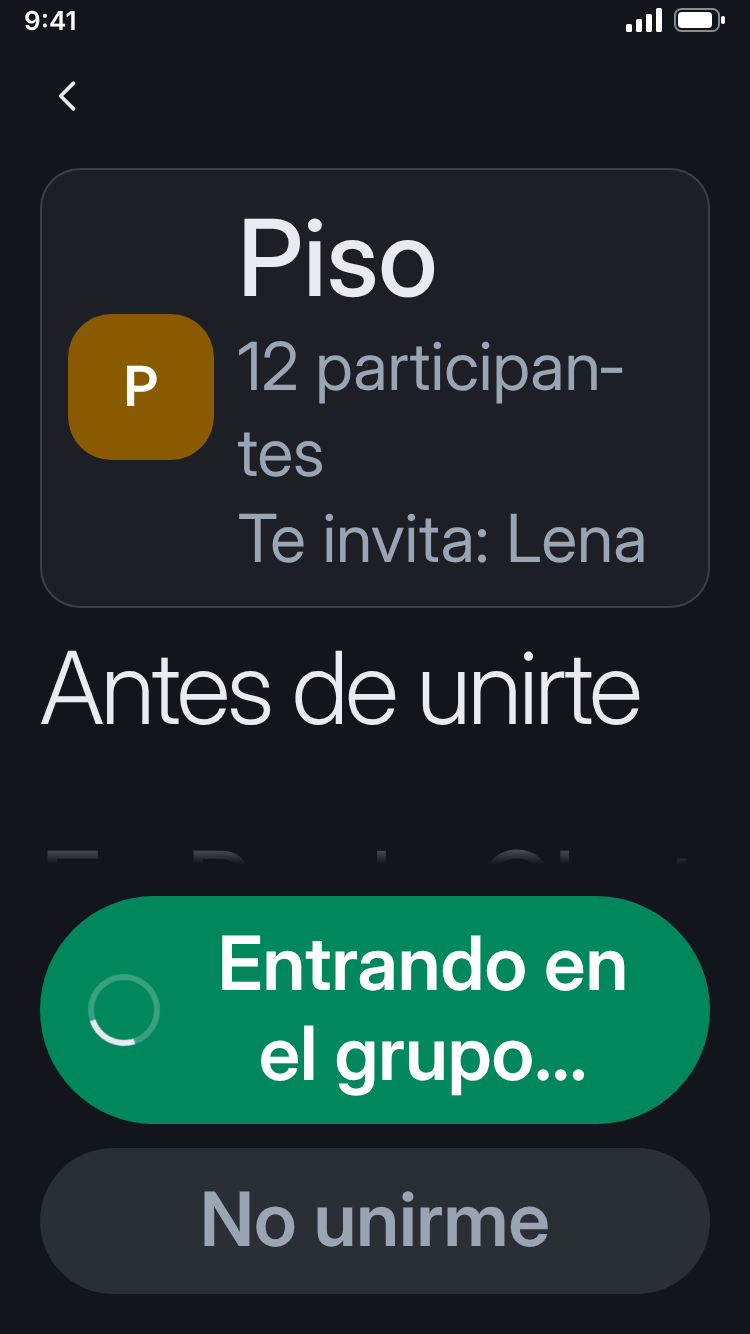 9:41
Piso
P
12 participan-
tes
Te invita: Lena
Antes de unirte
Entrando en
el grupo...
No unirme